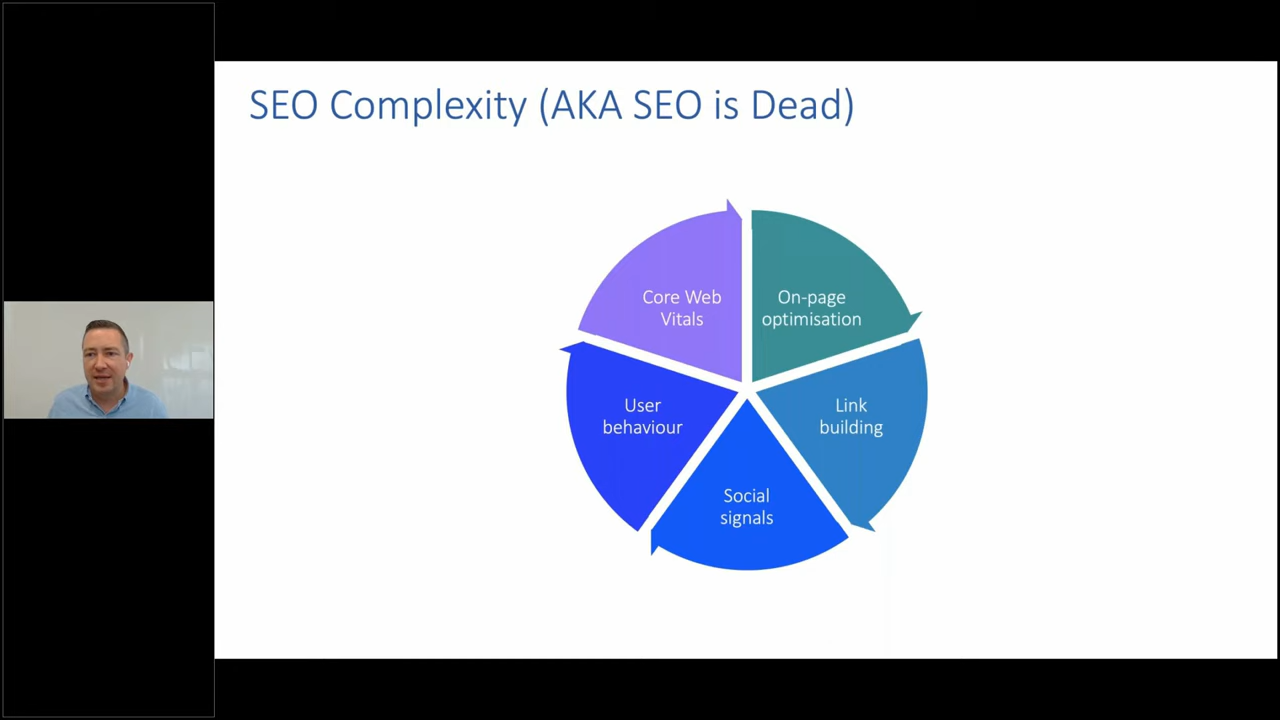 SEO Complexity (AKA SEO is Dead)
Core Web
Vitals
On-page
optimisation
User
behaviour
Link
building
Social
signals